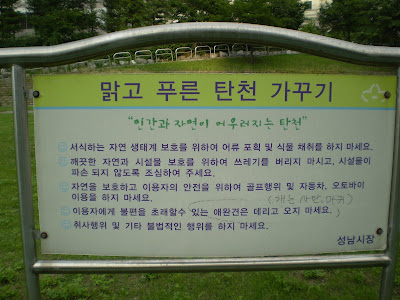 맑고 푸른 탄천 가꾸기
"인간과 자연이 어우러지는 탄천"
서식하는 자연 생태계 보호를 위하여 어류 포획 및 식물 채취를 하지 마세요.
깨끗한 자연과 시설물 보호를 위하여 쓰레기를 버리지 마시고, 시설물이
파손 되지 않도록 조심하여 주세요.
자연을 보호하고 이용자의 안전을 위하여 골프행위 및 자동차, 오토바이
이용을 하지 마세요.
이용자에게 불편을 초래할수 있는 애완견은 데리고 오지 마세요.
취사행위 및 기타 불법적인 행위를 하지 마세요.
성남시장